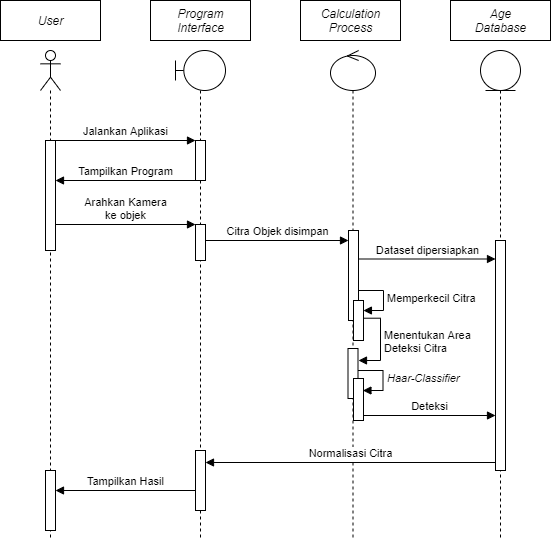 User
Program
Interface
Calculation
Process
Age
Database
Jalankan Aplikasi
Tampilkan Program
Arahkan Kamera
ke objek
Citra Objek disimpan
Dataset dipersiapkan
Memperkecil Citra
Menentukan Area
Deteksi Citra
Haar-Classifier
Deteksi
Normalisasi Citra
Tampilkan Hasil